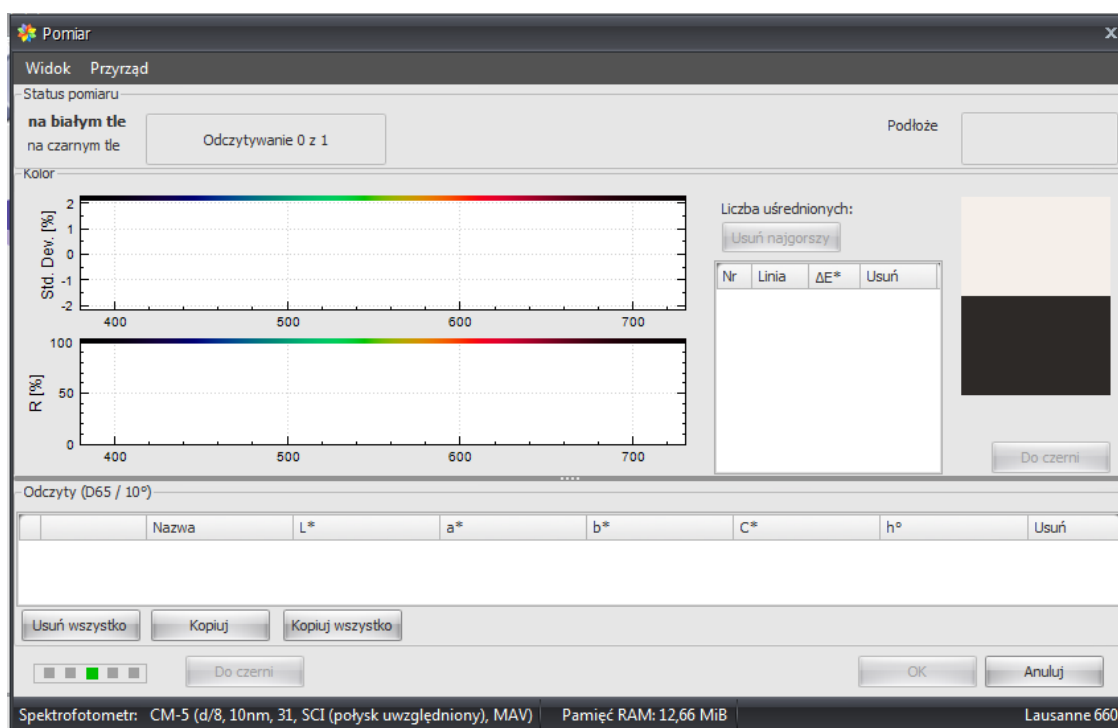 Pomiar x
Widok Przyrząd
Status pomiaru
na białym tle
na czarnym tle
Odczytywanie 0 z 1
Podłoże
Kolor
Std. Dev. [%]
2
1
0
-1
-2
400 500 600 700
R [%]
100
50
0
400 500 600 700
Liczba uśrednionych:
Usuń najgorszy
Nr Linia ΔE* Usuń
Do czerni
Odczyty (D65 / 10°)
Nazwa L* a* b* C* h° Usuń
Usuń wszystko Kopiuj Kopiuj wszystko
Do czerni OK Anuluj
Spektrofotometr: CM-5 (d/8, 10nm, 31, SCI (połysk uwzględniony), MAV) Pamięć RAM: 12,66 MiB Lausanne 660